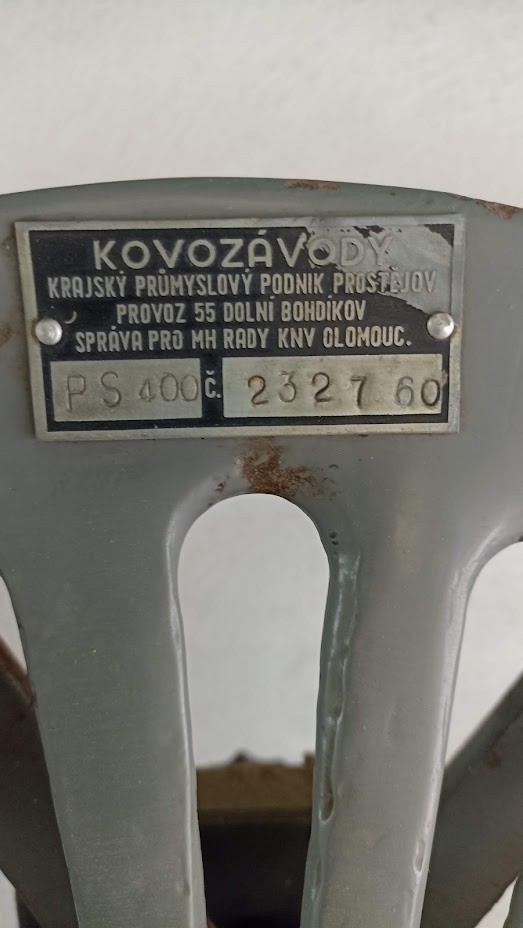 KOVOZÁVODY
KRAJSKÝ PRŮMYSLOVÝ PODNIK PROSTĚJOV
PROVOZ 55 DOLNÍ BOHDÍKOV
SPRÁVA PRO MH RADY KNV OLOMOUC.
PS 400 Č. 2327 60